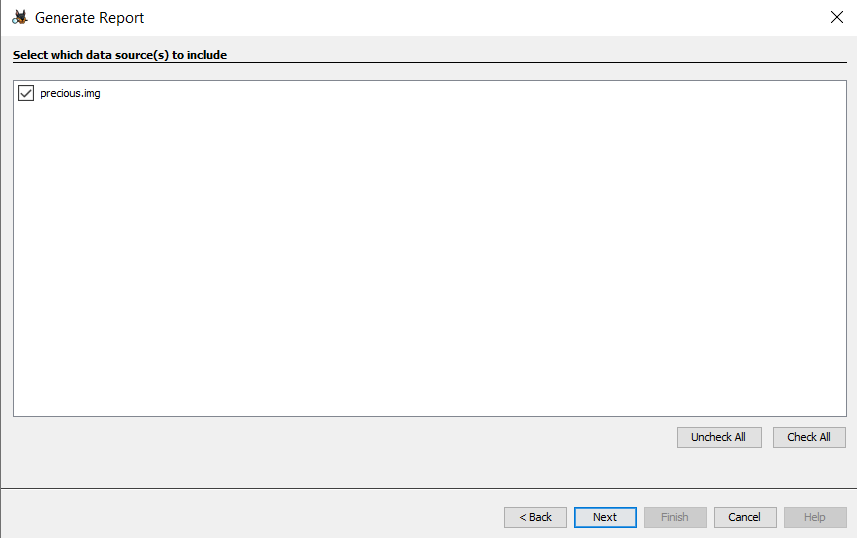 Generate Report
Select which data source(s) to include
precious.img
Uncheck All Check All
< Back Next Finish Cancel Help